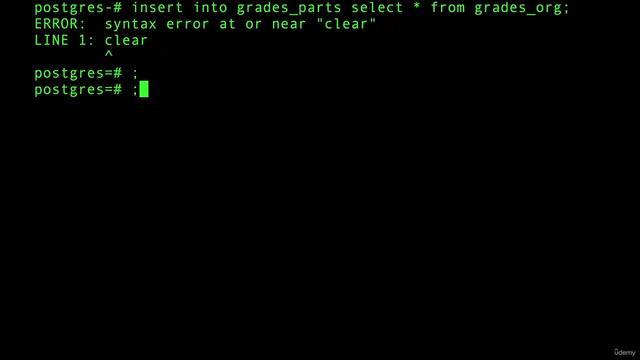 postgres-# insert into grades_parts select * from grades_org;
ERROR:  syntax error at or near "clear"
LINE 1: clear
        ^
postgres=# ;
postgres=# ;
ûdemy